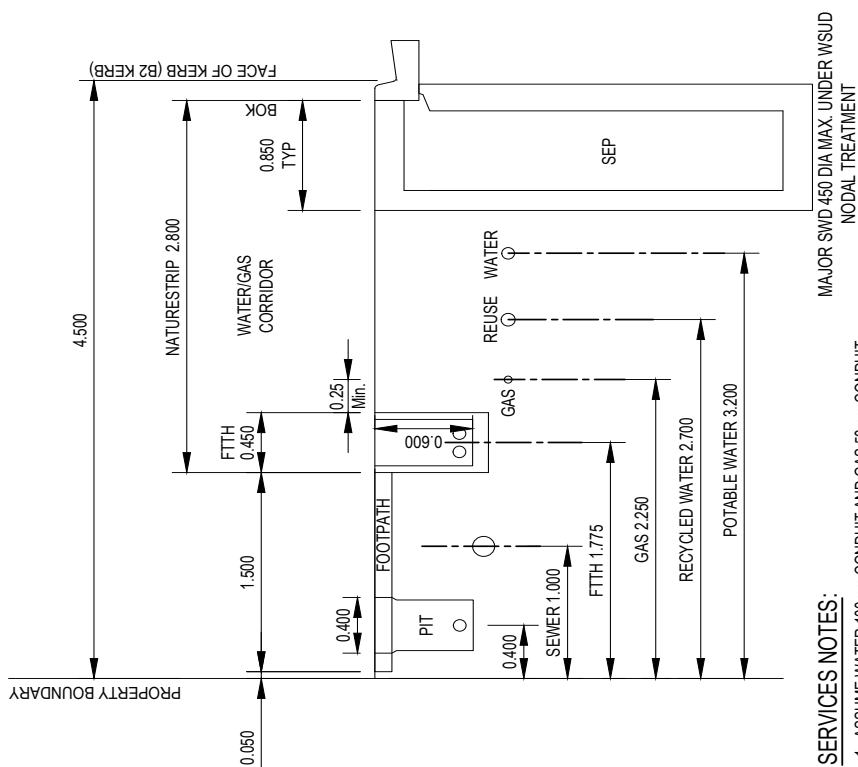 PROPERTY BOUNDARY
FACE OF KERB (B2 KERB)
4.500
NATURESTRIP 2.800
BOK
0.850
TYP
WATER/GAS
CORRIDOR
0.25
Min.
FTTH
0.450
1.500
0.050
0.400
FOOTPATH
0.600
PIT
SEP
GAS
REUSE
WATER
0.400
SEWER 1.000
FTTH 1.775
GAS 2.250
RECYCLED WATER 2.700
POTABLE WATER 3.200
MAJOR SWD 450 DIA MAX. UNDER WSUD
NODAL TREATMENT
SERVICES NOTES: